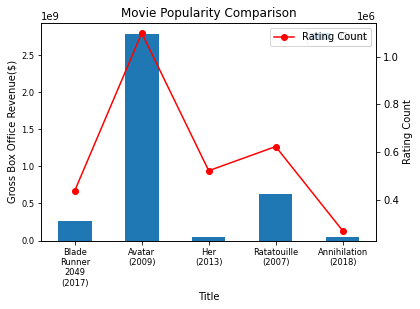 Movie Popularity Comparison
1e9
1e6
Rating Count
Gross Box Office Revenue($)
2.5
2.0
1.5
1.0
0.5
0.0
1.0
0.8
0.6
0.4
Rating Count
Blade
Runner
2049
(2017)
Avatar
(2009)
Her
(2013)
Ratatouille
(2007)
Annihilation
(2018)
Title